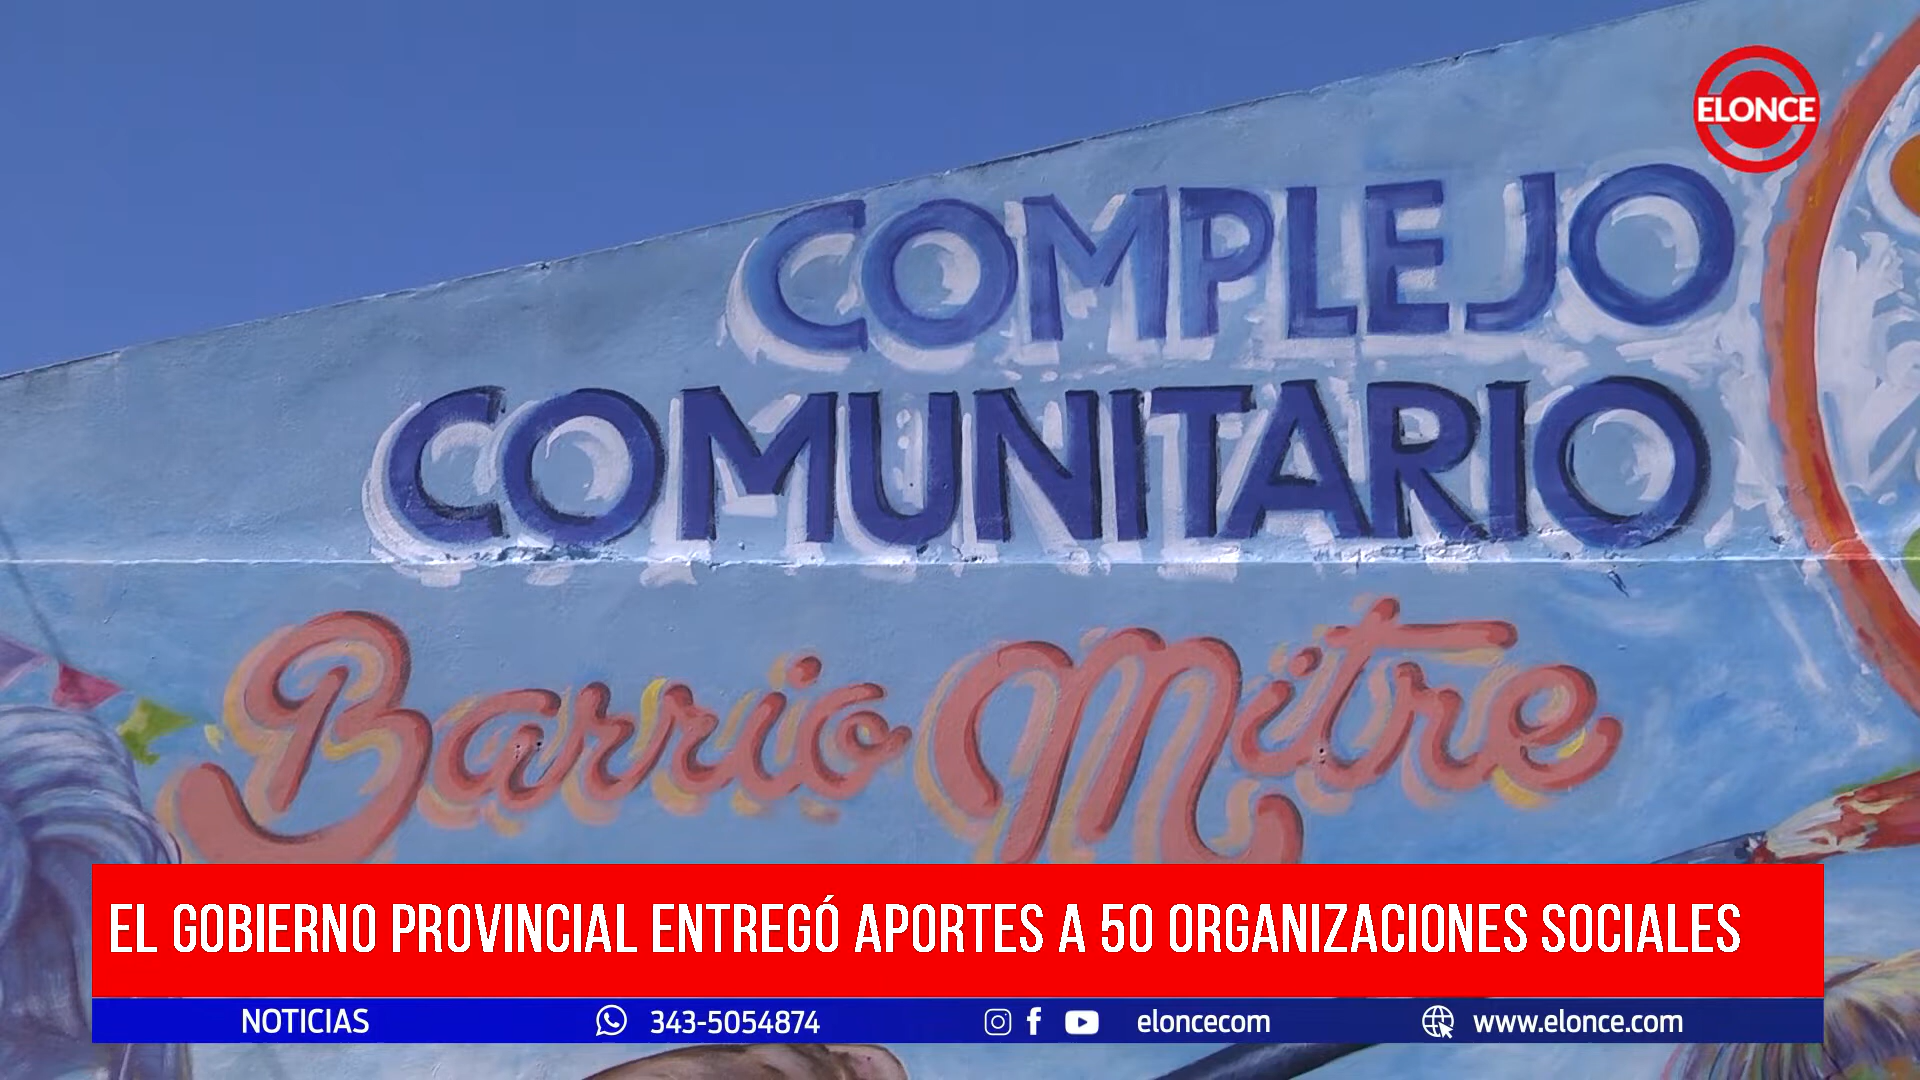 ELONCE
COMPLEJO
COMUNITARIO
Barrio Mitre
EL GOBIERNO PROVINCIAL ENTREGÓ APORTES A 50 ORGANIZACIONES SOCIALES
NOTICIAS 343-5054874 eloncecom www.elonce.com